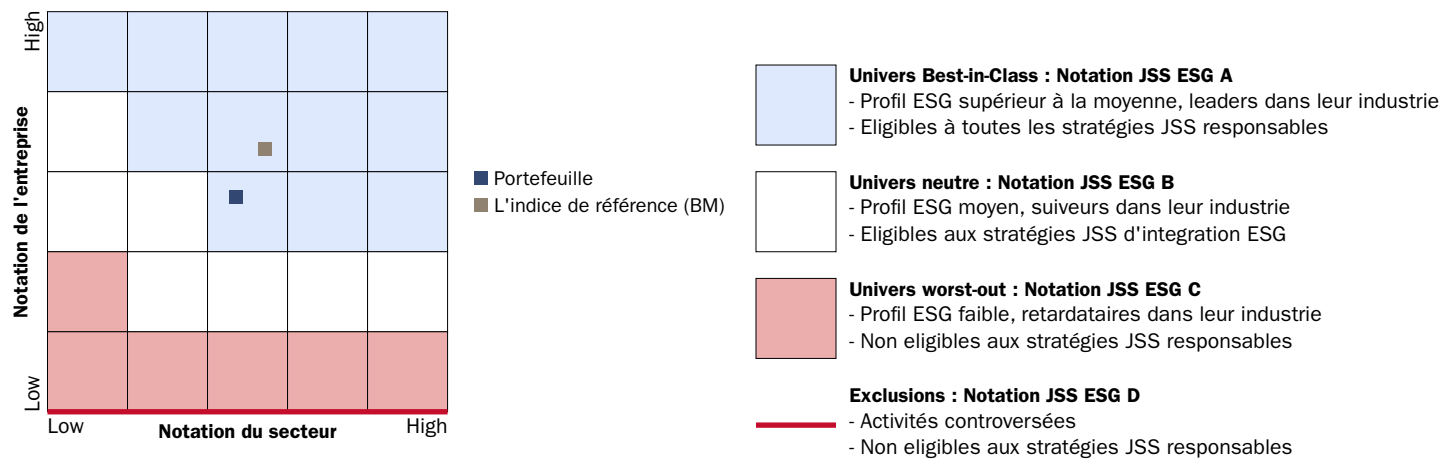 High
Notation de l'entreprise
Low
Low
Notation du secteur
High
Portefeuille
L'indice de référence (BM)
Univers Best-in-Class : Notation JSS ESG A
- Profil ESG supérieur à la moyenne, leaders dans leur industrie
- Eligibles à toutes les stratégies JSS responsables
Univers neutre : Notation JSS ESG B
- Profil ESG moyen, suiveurs dans leur industrie
- Eligibles aux stratégies JSS d'integration ESG
Univers worst-out : Notation JSS ESG C
- Profil ESG faible, retardataires dans leur industrie
- Non eligibles aux stratégies JSS responsables
Exclusions : Notation JSS ESG D
- Activités controversées
- Non eligibles aux stratégies JSS responsables